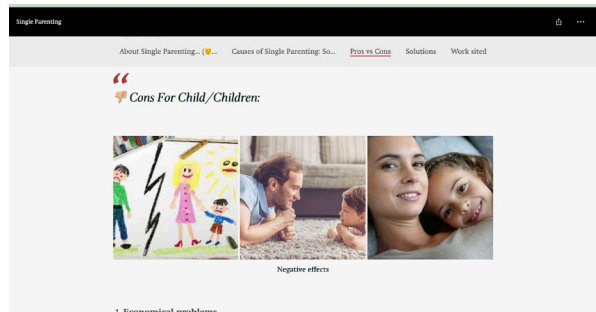 Single Parenting
About Single Parenting... (😟...
Causes of Single Parenting: So...
Pros vs Cons
Solutions
Work sited
“
👎🏼 Cons For Child/Children:
Negative effects
1. Economical problems